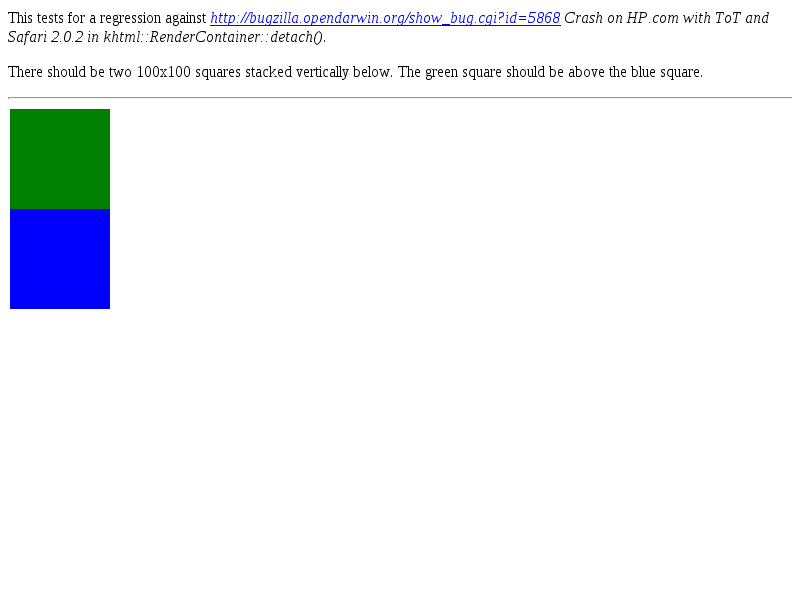 This tests for a regression against http://bugzilla.opendarwin.org/show_bug.cgi?id=5868 Crash on HP.com with ToT and
Safari 2.0.2 in khtml::RenderContainer::detach().
There should be two 100x100 squares stacked vertically below. The green square should be above the blue square.